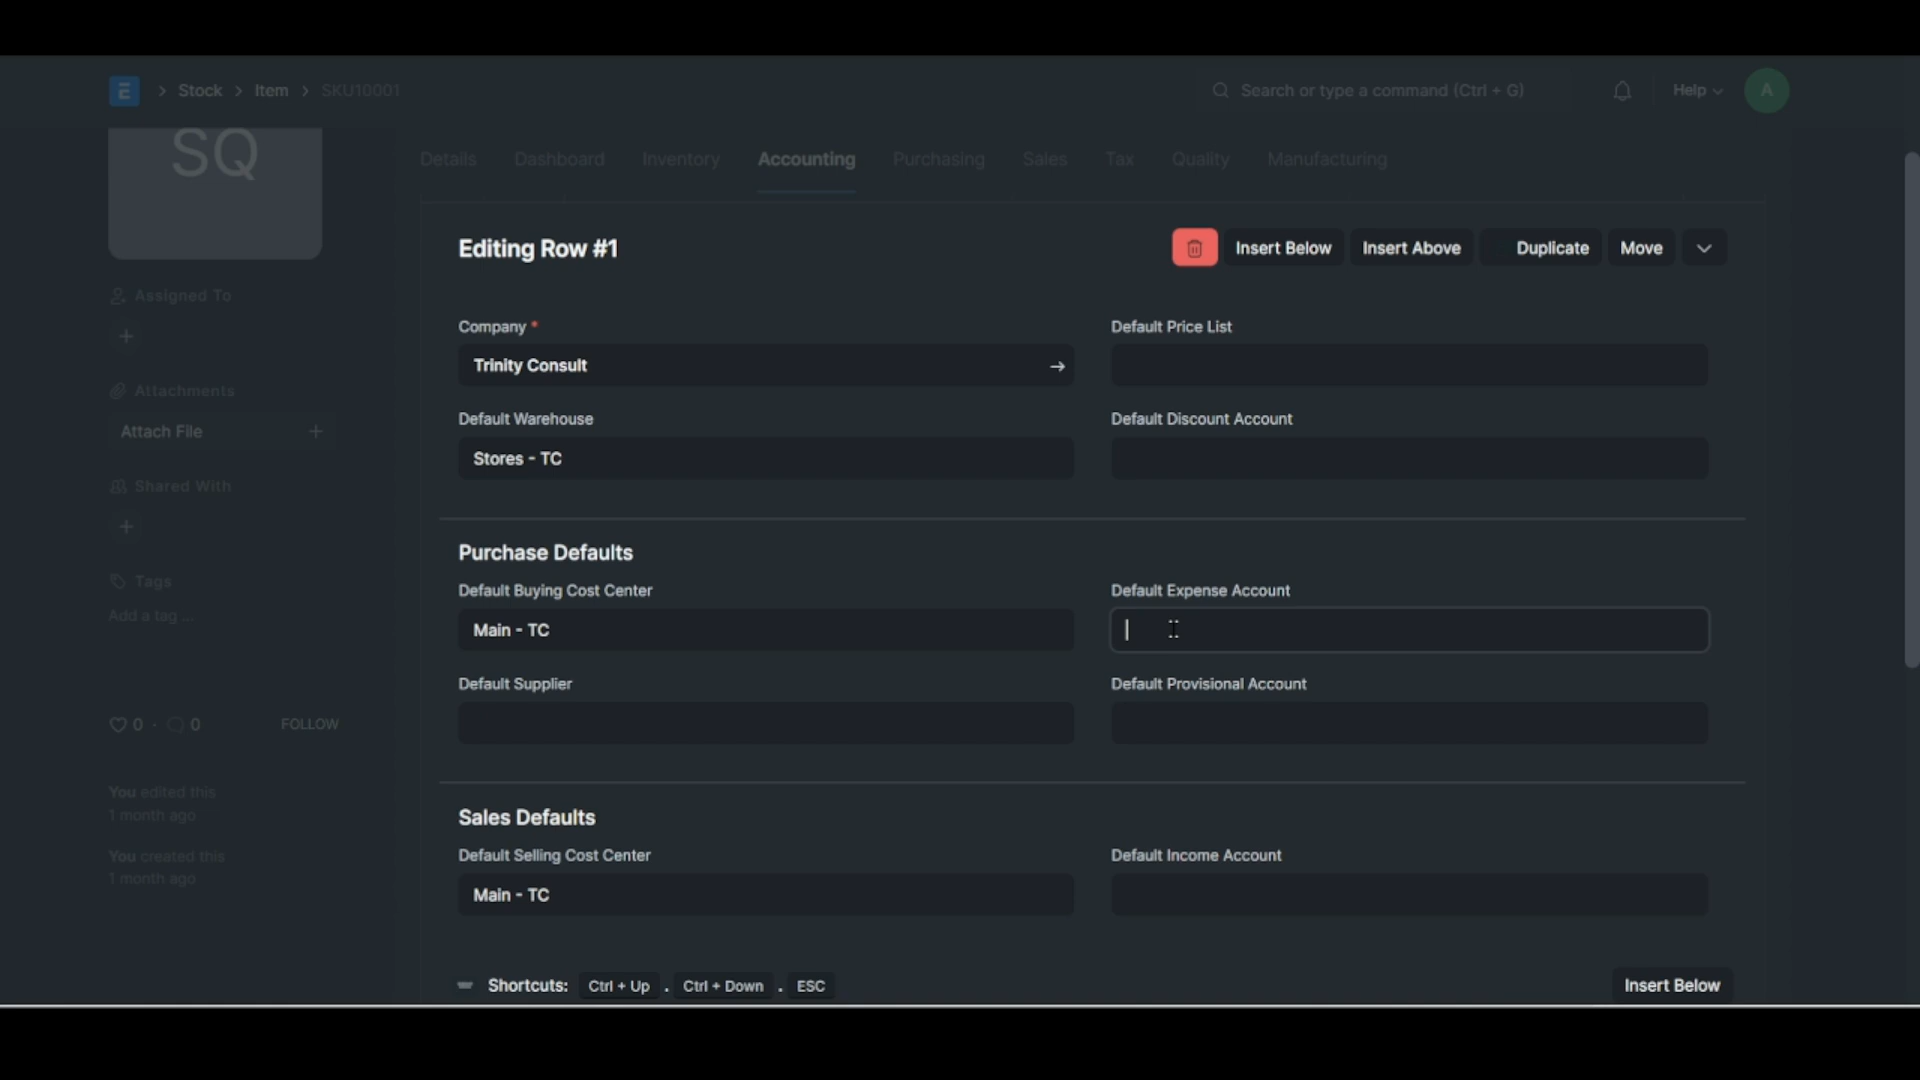 E > Stock > Item > SKU10001
Search or type a command (Ctrl + G)
Help
A
SQ
Details Dashboard Inventory Accounting Purchasing Sales Tax Quality Manufacturing
Editing Row #1
Insert Below Insert Above Duplicate Move
Assigned To
+
Attachments
Attach File +
Shared With
+
Tags
Add a tag ...
0 · 0 FOLLOW
You edited this
1 month ago
You created this
1 month ago
Company *
Trinity Consult
Default Price List
Default Warehouse
Stores - TC
Default Discount Account
Purchase Defaults
Default Buying Cost Center
Main - TC
Default Expense Account
Default Supplier
Default Provisional Account
Sales Defaults
Default Selling Cost Center
Main - TC
Default Income Account
Shortcuts: Ctrl + Up . Ctrl + Down . ESC
Insert Below